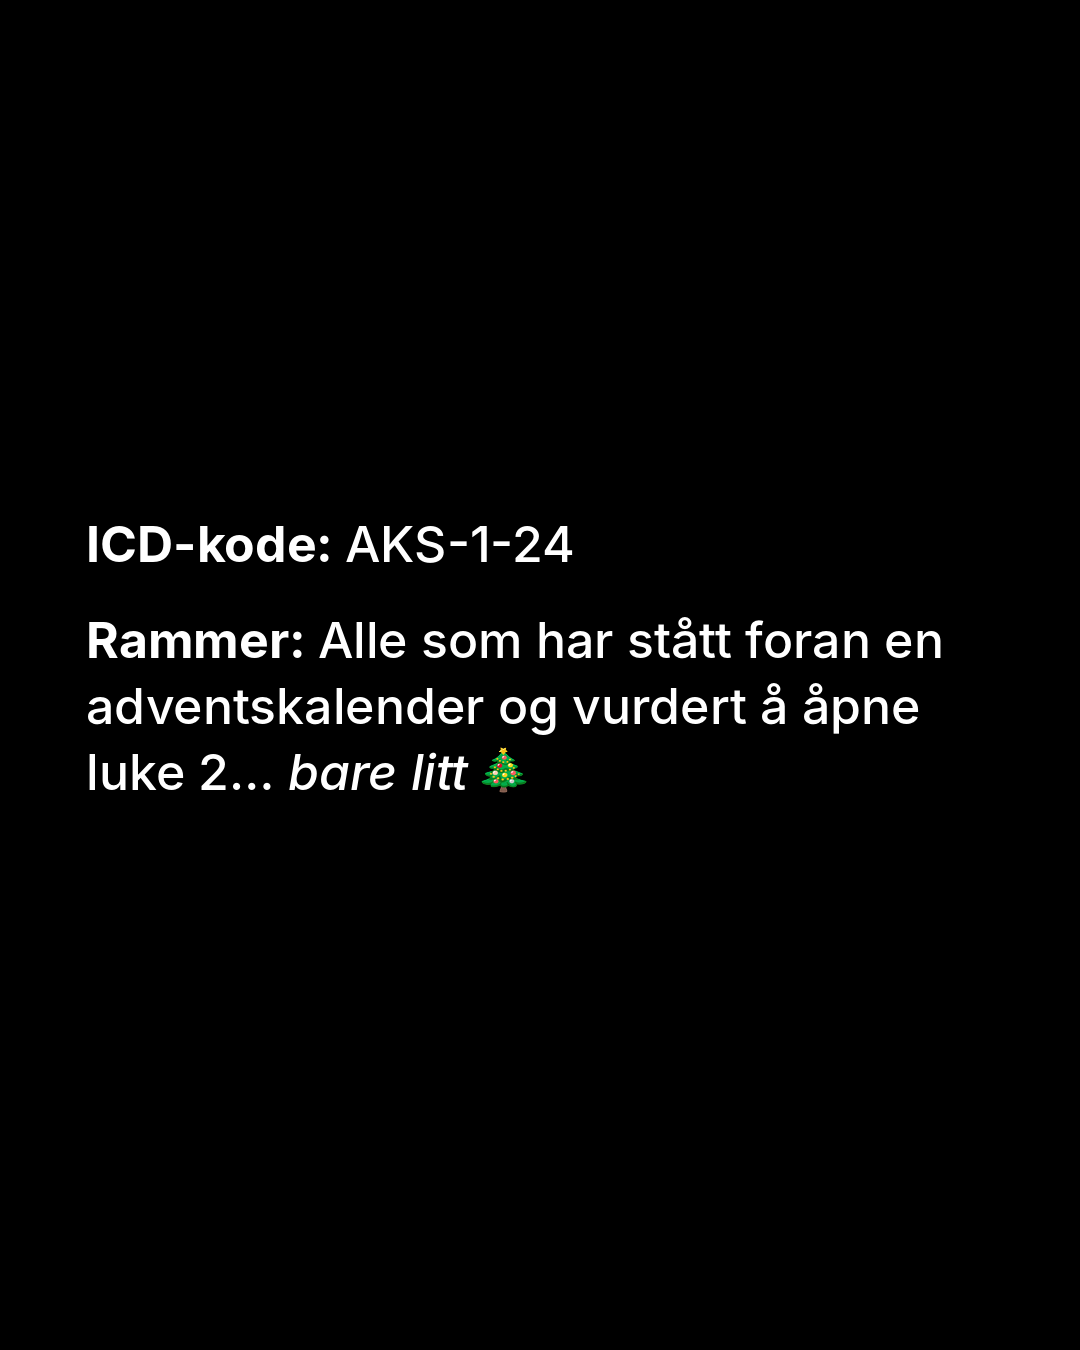 ICD-kode: AKS-1-24
Rammer: Alle som har stått foran en
adventskalender og vurdert å åpne
luke 2... bare litt 🎄